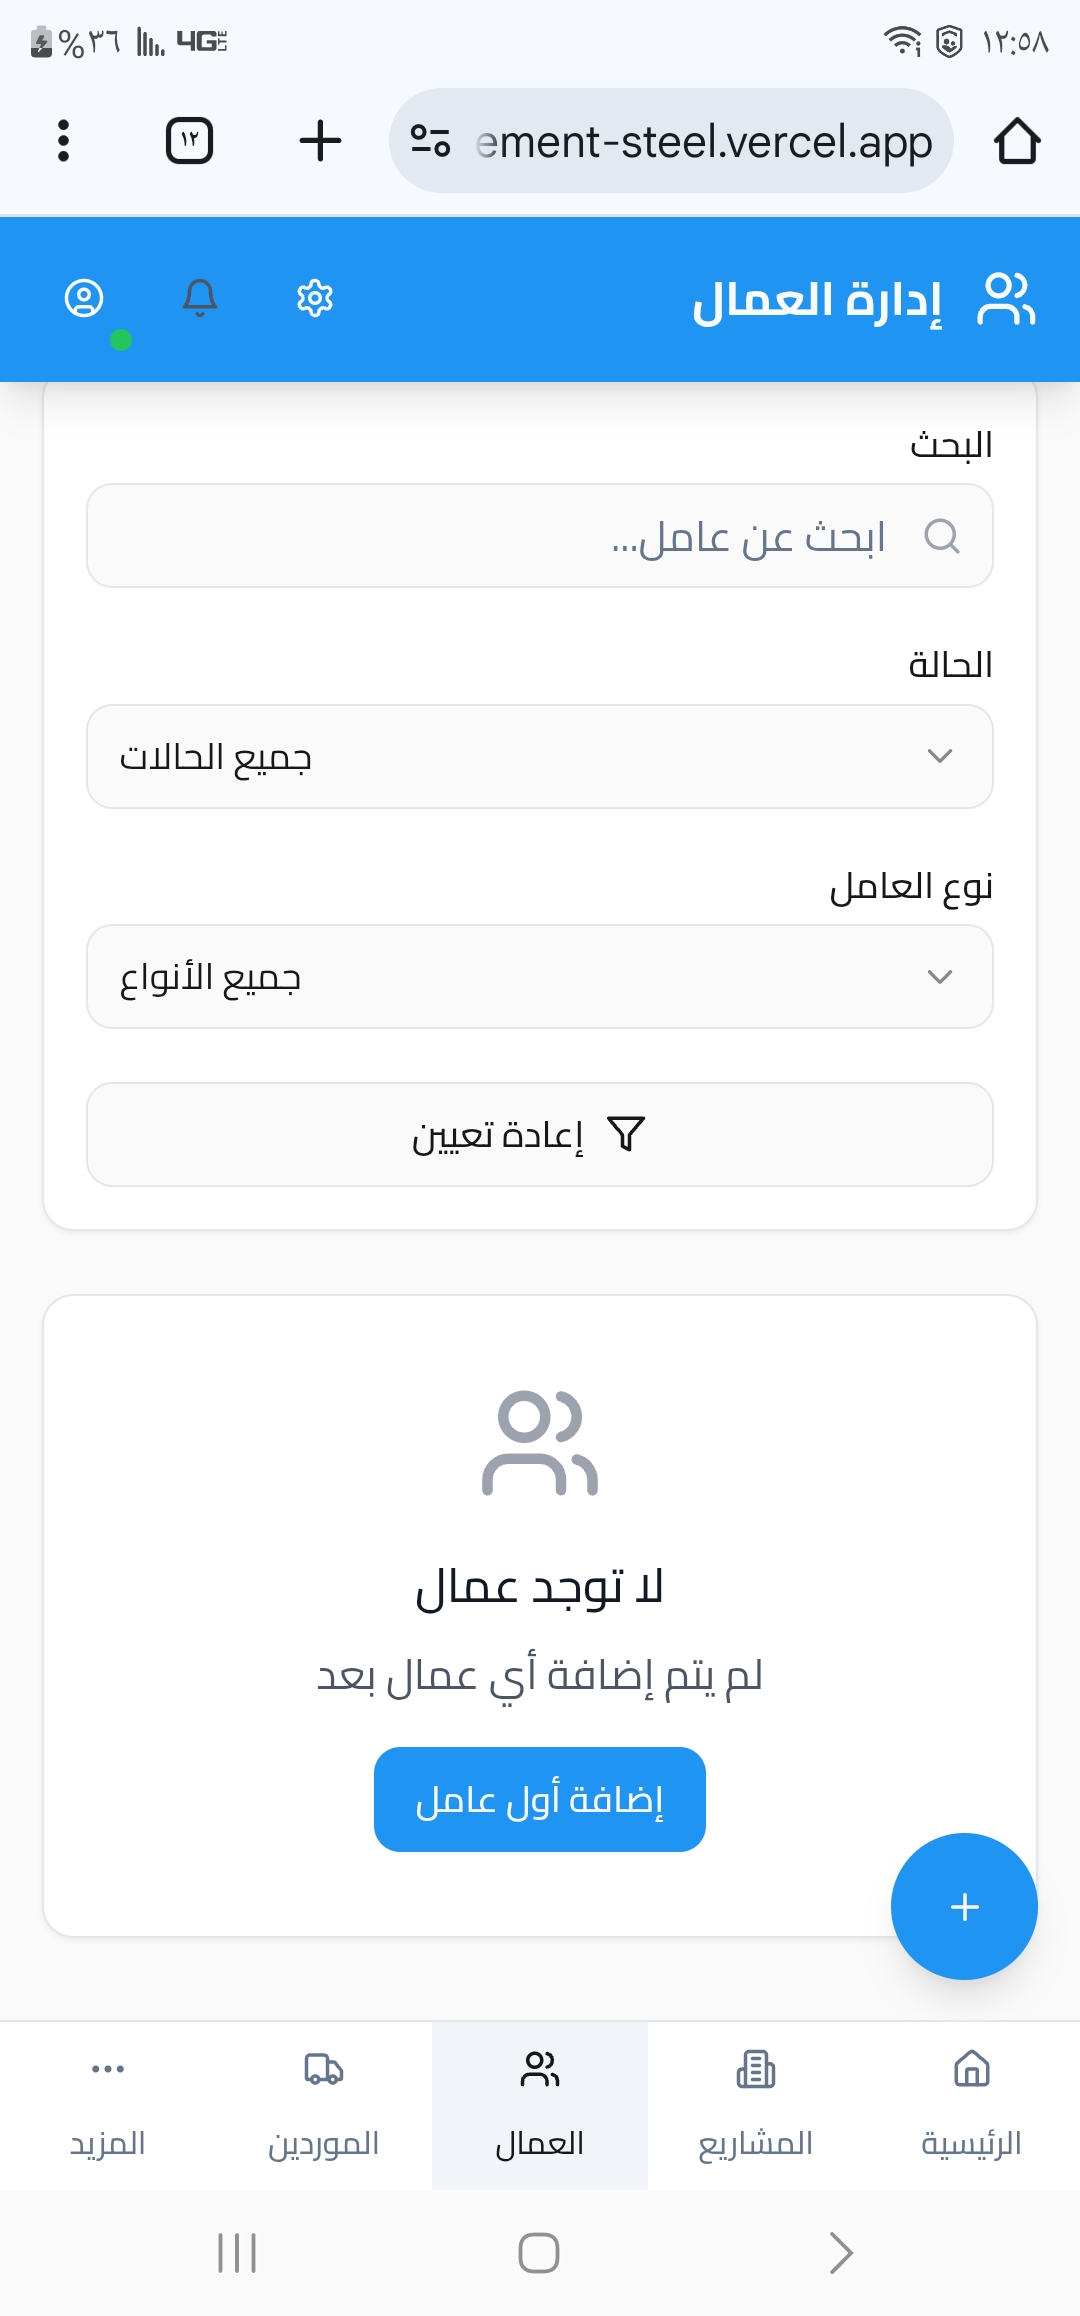 ١٢:٥٨
4G LTE
٣٦%
ement-steel.vercel.app
١٢
إدارة العمال
البحث
ابحث عن عامل...
الحالة
جميع الحالات
نوع العامل
جميع الأنواع
إعادة تعيين
لا توجد عمال
لم يتم إضافة أي عمال بعد
إضافة أول عامل
الرئيسية
المشاريع
العمال
الموردين
المزيد